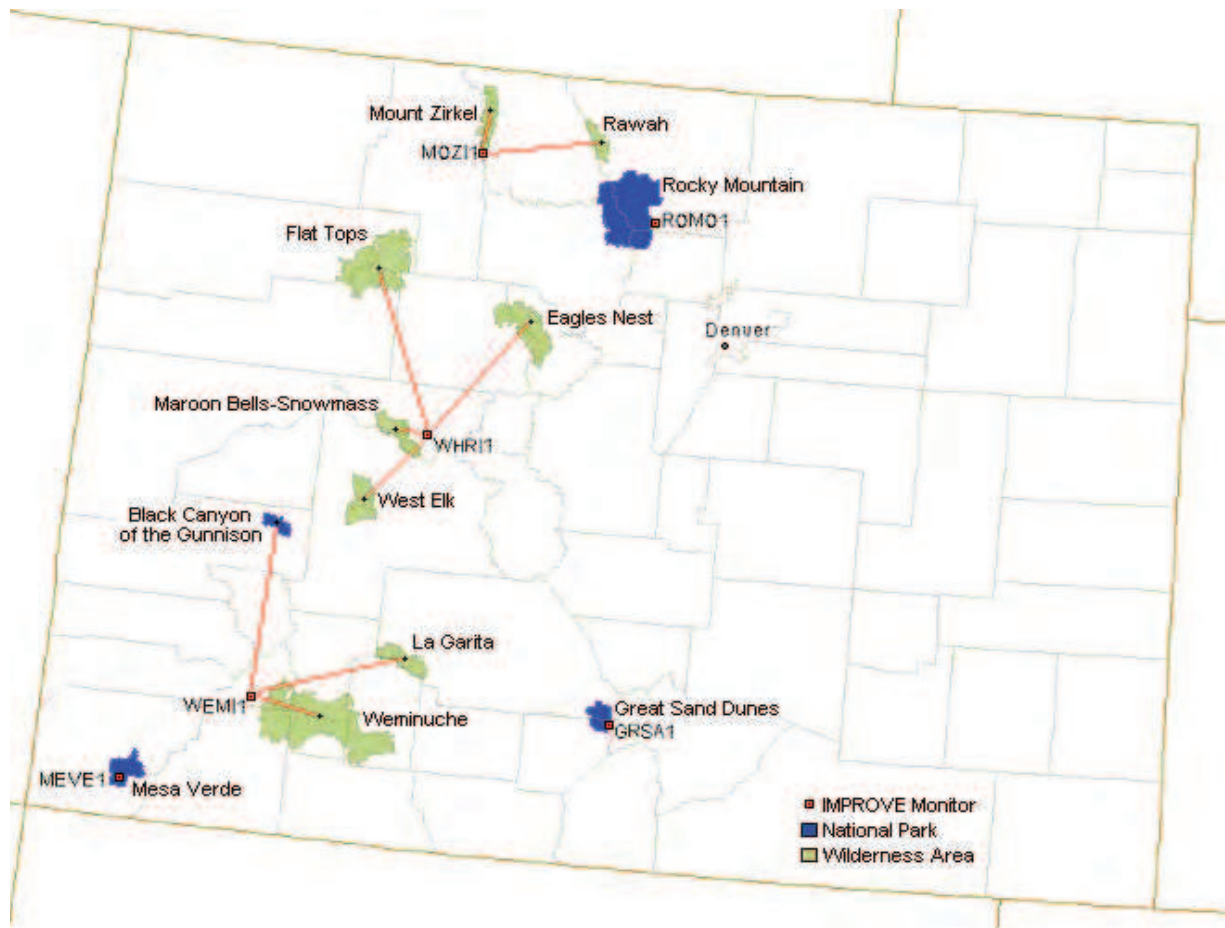 Mount Zirkel
Rawah
MOZI1
Rocky Mountain
ROMO1
Flat Tops
Eagles Nest
Denver
Maroon Bells-Snowmass
WHRI1
West Elk
Black Canyon
of the Gunnison
La Garita
WEMI1
Weminuche
Great Sand Dunes
GRSA1
MEVE1
Mesa Verde
IMPROVE Monitor
National Park
Wilderness Area